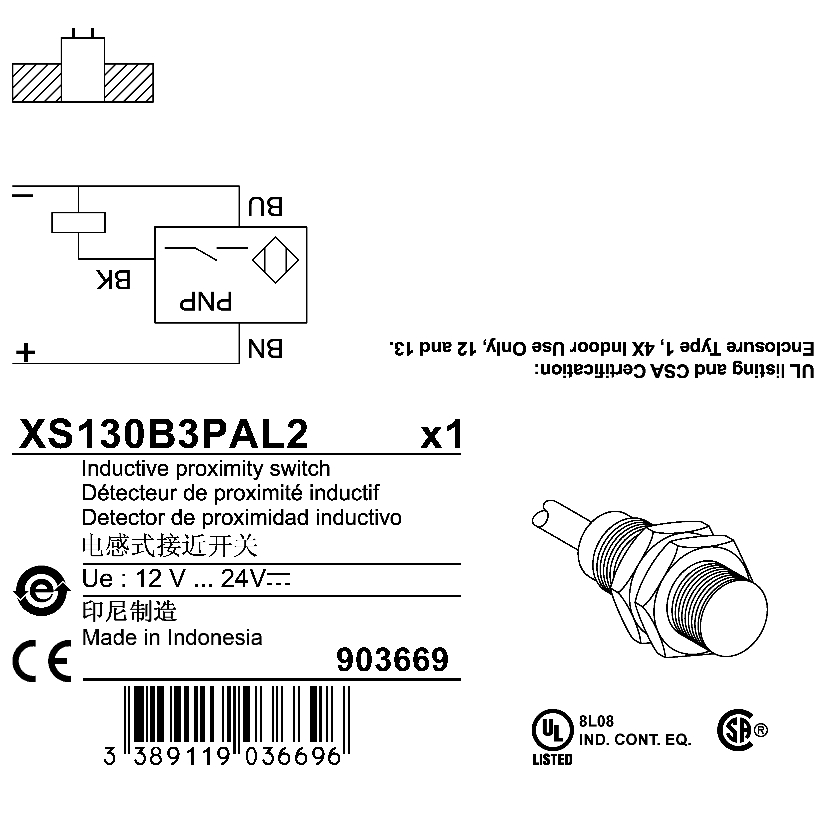 −
BU
BK
PNP
+
BN
UL listing and CSA Certification:
Enclosure Type 1, 4X Indoor Use Only, 12 and 13.
XS130B3PAL2 x1
Inductive proximity switch
Détecteur de proximité inductif
Detector de proximidad inductivo
电感式接近开关
e
Ue : 12 V ... 24V⎓
印尼制造
Made in Indonesia
CE
903669
3 389119 036696
UL
LISTED
8L08
IND. CONT. EQ.
SA ®